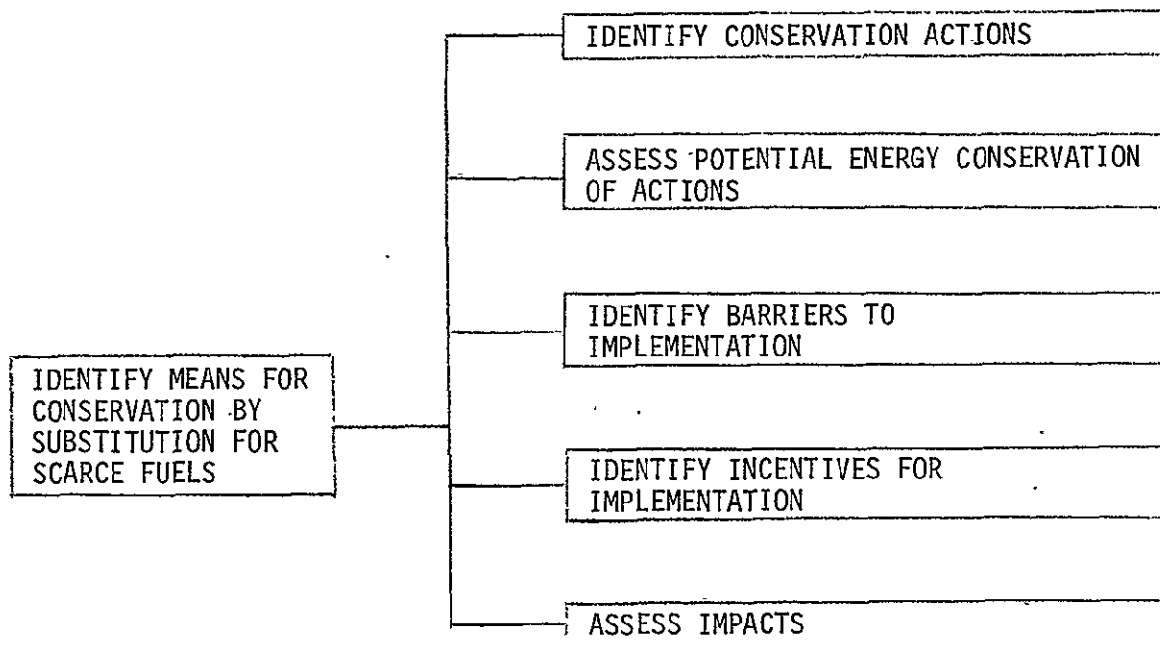 IDENTIFY CONSERVATION ACTIONS
ASSESS POTENTIAL ENERGY CONSERVATION
OF ACTIONS
IDENTIFY BARRIERS TO
IMPLEMENTATION
IDENTIFY MEANS FOR
CONSERVATION BY
SUBSTITUTION FOR
SCARCE FUELS
IDENTIFY INCENTIVES FOR
IMPLEMENTATION
ASSESS IMPACTS